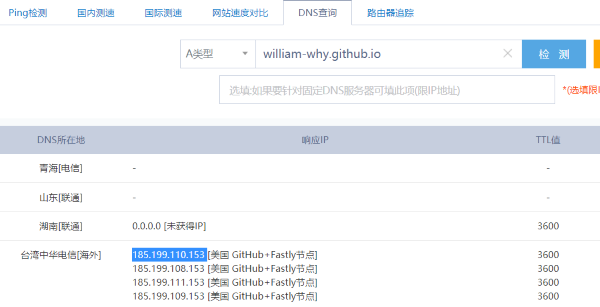 Ping检测 国内测速 国际测速 网站速度对比 DNS查询 路由器追踪
A类型 william-why.github.io 检 测
选填:如果要针对固定DNS服务器可填此项(限IP地址) *(选填限
DNS所在地 响应IP TTL值
青海[电信] - -
山东[联通] - -
湖南[联通] 0.0.0.0 [未获得IP] 3600
台湾中华电信[海外] 185.199.110.153 [美国 GitHub+Fastly节点] 3600
185.199.108.153 [美国 GitHub+Fastly节点] 3600
185.199.111.153 [美国 GitHub+Fastly节点] 3600
185.199.109.153 [美国 GitHub+Fastly节点] 3600